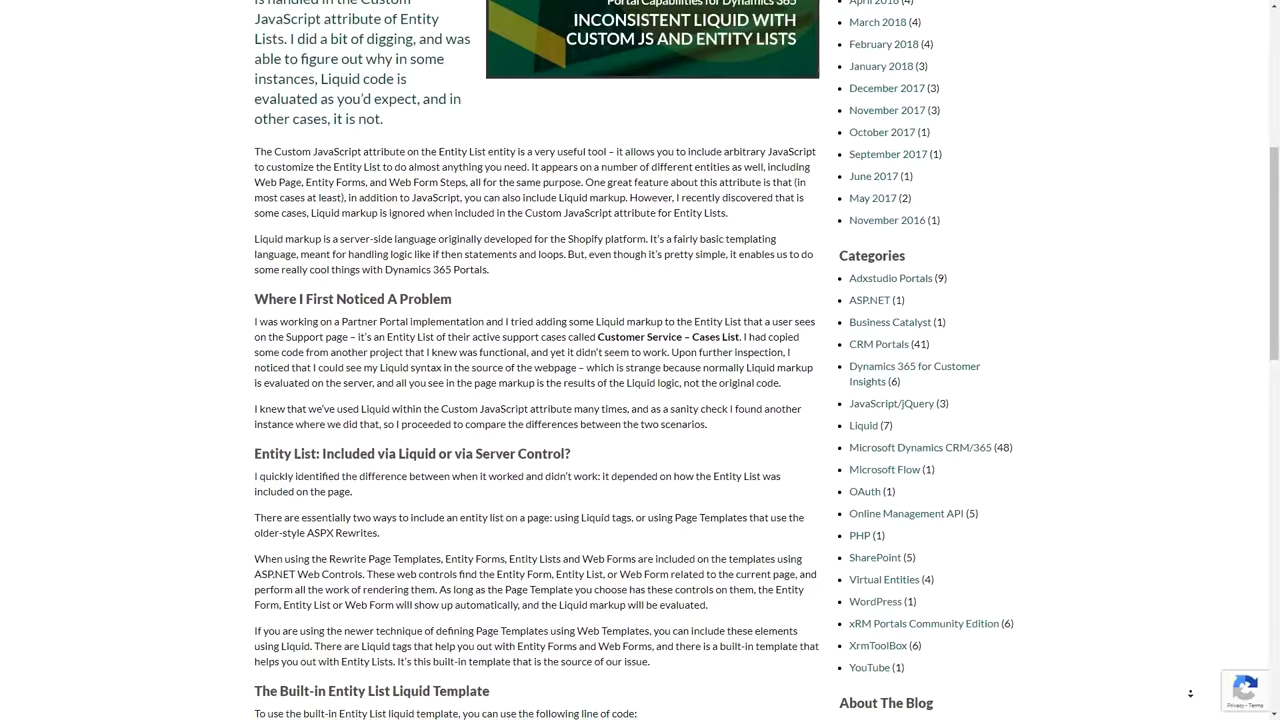 is handled in the Custom
JavaScript attribute of Entity
Lists. I did a bit of digging, and was
able to figure out why in some
instances, Liquid code is
evaluated as you'd expect, and in
other cases, it is not.
Portal Capabilities for Dynamics 365
INCONSISTENT LIQUID WITH
CUSTOM JS AND ENTITY LISTS
The Custom JavaScript attribute on the Entity List entity is a very useful tool – it allows you to include arbitrary JavaScript
to customize the Entity List to do almost anything you need. It appears on a number of different entities as well, including
Web Page, Entity Forms, and Web Form Steps, all for the same purpose. One great feature about this attribute is that (in
most cases at least), in addition to JavaScript, you can also include Liquid markup. However, I recently discovered that is
some cases, Liquid markup is ignored when included in the Custom JavaScript attribute for Entity Lists.
Liquid markup is a server-side language originally developed for the Shopify platform. It's a fairly basic templating
language, meant for handling logic like if then statements and loops. But, even though it's pretty simple, it enables us to do
some really cool things with Dynamics 365 Portals.
Where I First Noticed A Problem
I was working on a Partner Portal implementation and I tried adding some Liquid markup to the Entity List that a user sees
on the Support page – it's an Entity List of their active support cases called Customer Service – Cases List. I had copied
some code from another project that I knew was functional, and yet it didn't seem to work. Upon further inspection, I
noticed that I could see my Liquid syntax in the source of the webpage – which is strange because normally Liquid markup
is evaluated on the server, and all you see in the page markup is the results of the Liquid logic, not the original code.
I knew that we've used Liquid within the Custom JavaScript attribute many times, and as a sanity check I found another
instance where we did that, so I proceeded to compare the differences between the two scenarios.
Entity List: Included via Liquid or via Server Control?
I quickly identified the difference between when it worked and didn't work: it depended on how the Entity List was
included on the page.
There are essentially two ways to include an entity list on a page: using Liquid tags, or using Page Templates that use the
older-style ASPX Rewrites.
When using the Rewrite Page Templates, Entity Forms, Entity Lists and Web Forms are included on the templates using
ASP.NET Web Controls. These web controls find the Entity Form, Entity List, or Web Form related to the current page, and
perform all the work of rendering them. As long as the Page Template you choose has these controls on them, the Entity
Form, Entity List or Web Form will show up automatically, and the Liquid markup will be evaluated.
If you are using the newer technique of defining Page Templates using Web Templates, you can include these elements
using Liquid. There are Liquid tags that help you out with Entity Forms and Web Forms, and there is a built-in template that
helps you out with Entity Lists. It's this built-in template that is the source of our issue.
The Built-in Entity List Liquid Template
To use the built-in Entity List liquid template, you can use the following line of code:
April 2018 (4)
March 2018 (4)
February 2018 (4)
January 2018 (3)
December 2017 (3)
November 2017 (3)
October 2017 (1)
September 2017 (1)
June 2017 (1)
May 2017 (2)
November 2016 (1)
Categories
Adxstudio Portals (9)
ASP.NET (1)
Business Catalyst (1)
CRM Portals (41)
Dynamics 365 for Customer
Insights (6)
JavaScript/jQuery (3)
Liquid (7)
Microsoft Dynamics CRM/365 (48)
Microsoft Flow (1)
OAuth (1)
Online Management API (5)
PHP (1)
SharePoint (5)
Virtual Entities (4)
WordPress (1)
xRM Portals Community Edition (6)
XrmToolBox (6)
YouTube (1)
About The Blog
Privacy - Terms